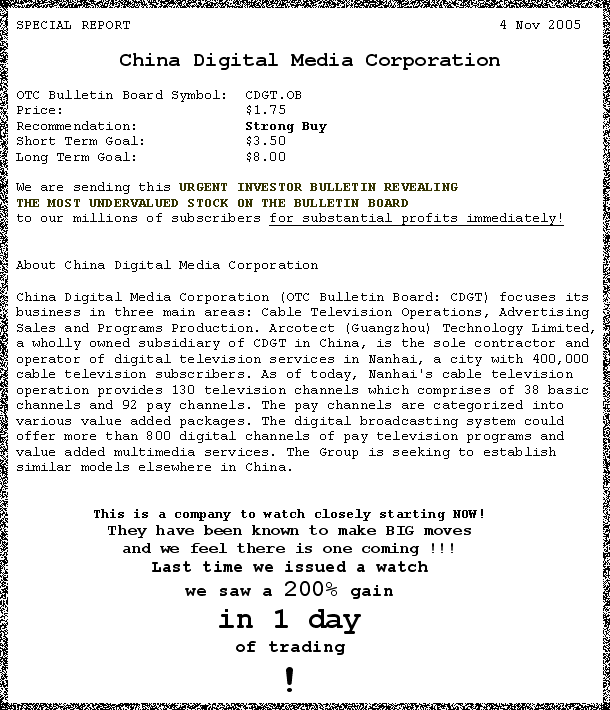 SPECIAL REPORT 4 Nov 2005
China Digital Media Corporation
OTC Bulletin Board Symbol: CDGT.OB
Price: $1.75
Recommendation: Strong Buy
Short Term Goal: $3.50
Long Term Goal: $8.00
We are sending this URGENT INVESTOR BULLETIN REVEALING
THE MOST UNDERVALUED STOCK ON THE BULLETIN BOARD
to our millions of subscribers for substantial profits immediately!
About China Digital Media Corporation
China Digital Media Corporation (OTC Bulletin Board: CDGT) focuses its
business in three main areas: Cable Television Operations, Advertising
Sales and Programs Production. Arcotect (Guangzhou) Technology Limited,
a wholly owned subsidiary of CDGT in China, is the sole contractor and
operator of digital television services in Nanhai, a city with 400,000
cable television subscribers. As of today, Nanhai's cable television
operation provides 130 television channels which comprises of 38 basic
channels and 92 pay channels. The pay channels are categorized into
various value added packages. The digital broadcasting system could
offer more than 800 digital channels of pay television programs and
value added multimedia services. The Group is seeking to establish
similar models elsewhere in China.
This is a company to watch closely starting NOW!
They have been known to make BIG moves
and we feel there is one coming !!!
Last time we issued a watch
we saw a 200% gain
in 1 day
of trading
!